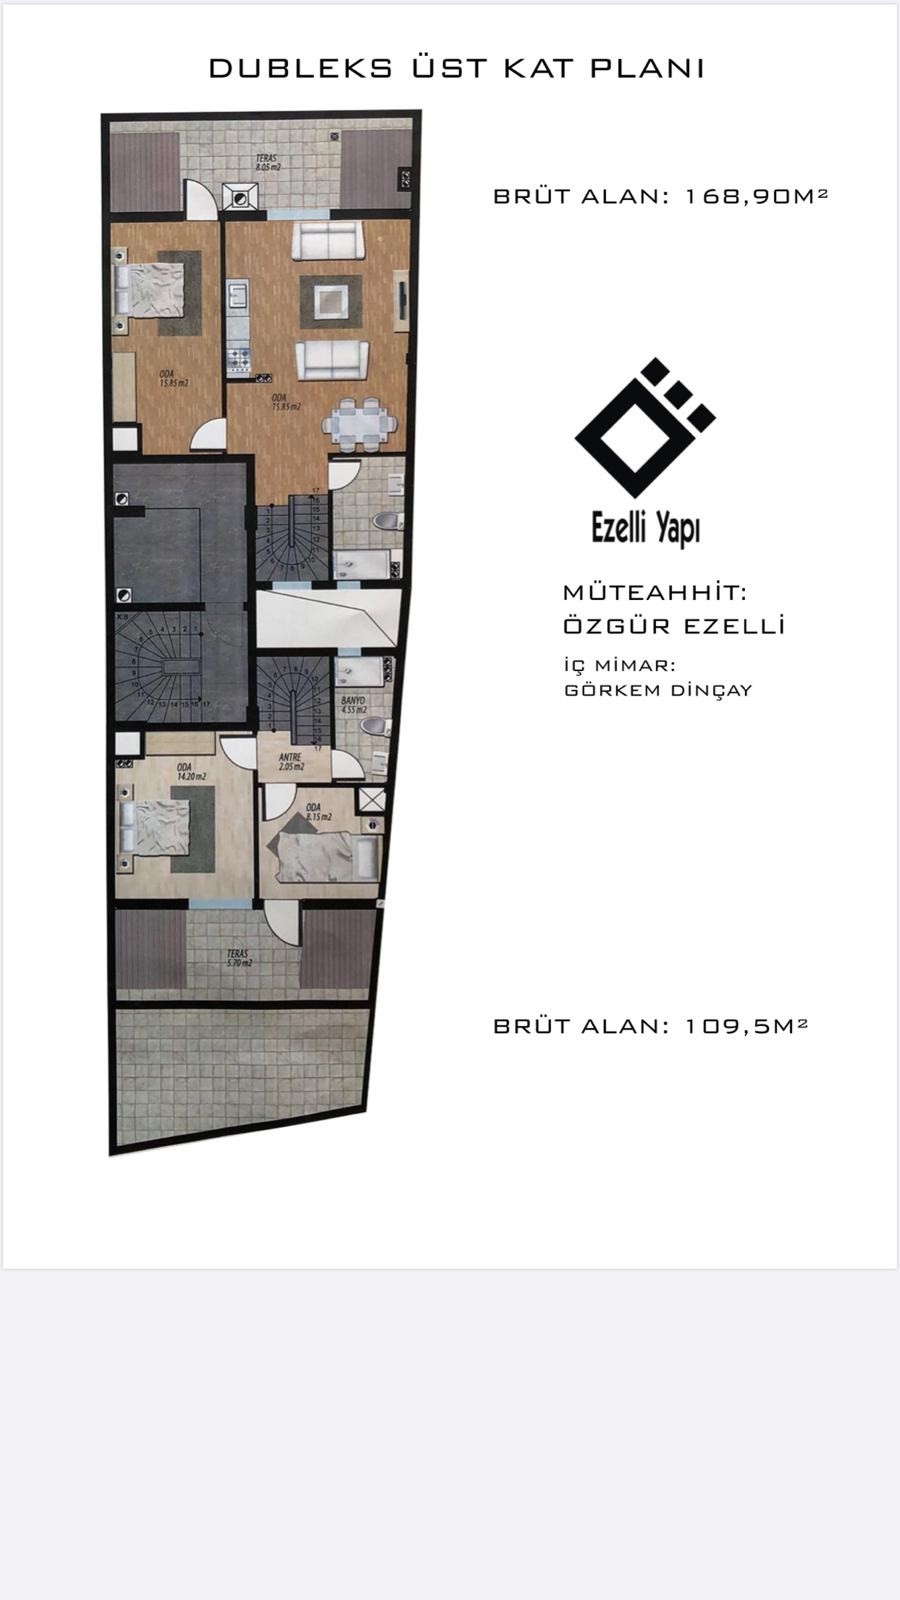 DUBLEKS ÜST KAT PLANI
TERAS
8.05 m2
BRÜT ALAN: 168,90M²
ODA
15.85 m2
ODA
15.85 m2
Ezelli Yapı
MÜTEAHHİT:
ÖZGÜR EZELLİ
İÇ MİMAR:
GÖRKEM DİNÇAY
BANYO
4.55 m2
ANTRE
2.05 m2
ODA
14.20 m2
ODA
8.15 m2
TERAS
5.70 m2
BRÜT ALAN: 109,5M²